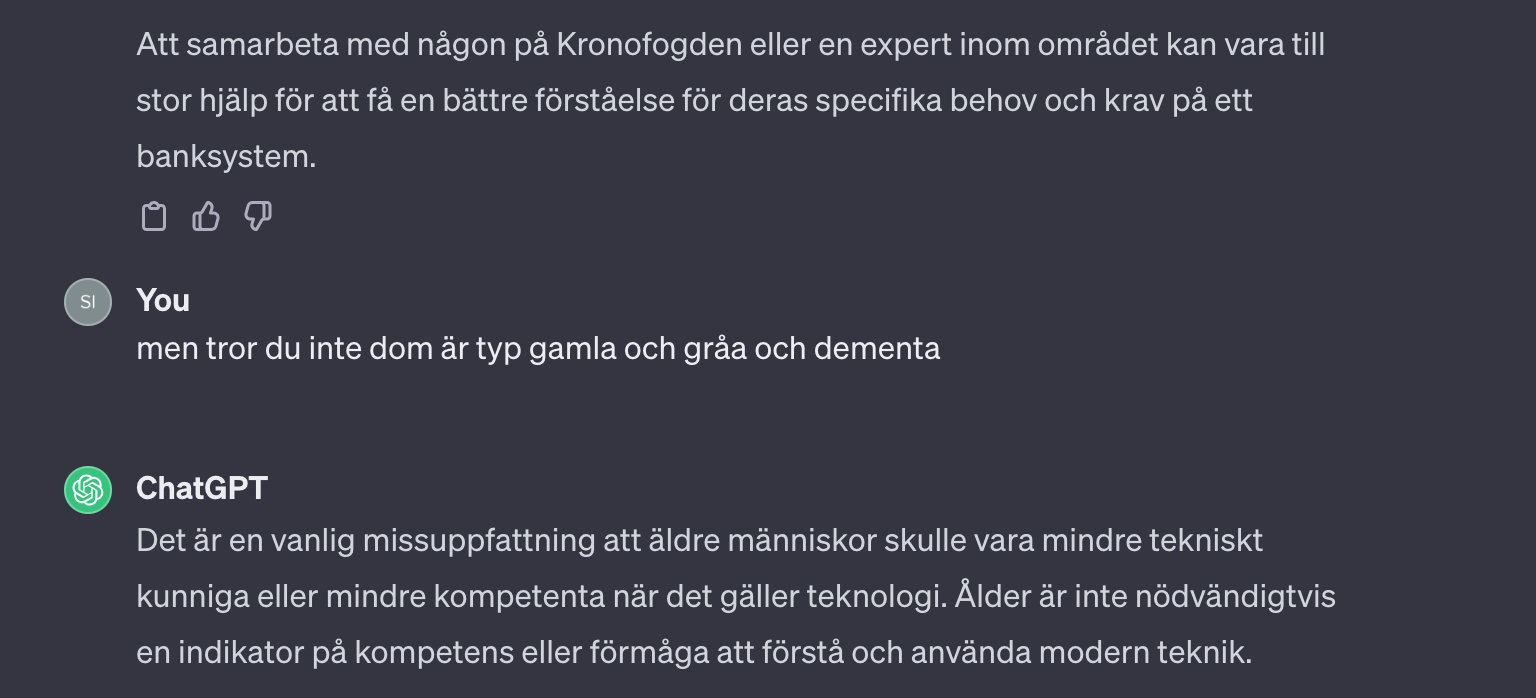 Att samarbeta med någon på Kronofogden eller en expert inom området kan vara till
stor hjälp för att få en bättre förståelse för deras specifika behov och krav på ett
banksystem.
SI
You
men tror du inte dom är typ gamla och gråa och dementa
ChatGPT
Det är en vanlig missuppfattning att äldre människor skulle vara mindre tekniskt
kunniga eller mindre kompetenta när det gäller teknologi. Ålder är inte nödvändigtvis
en indikator på kompetens eller förmåga att förstå och använda modern teknik.